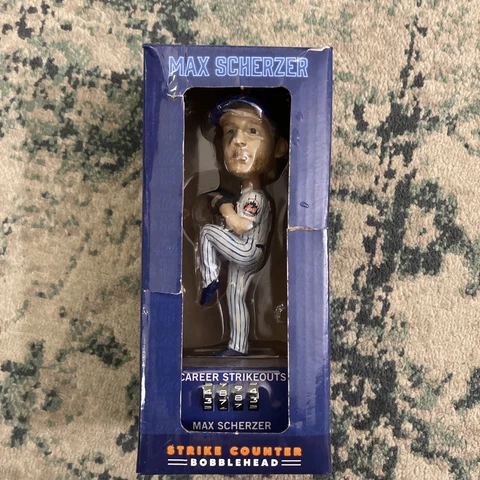 MAX SCHERZER
CAREER STRIKEOUTS
MAX SCHERZER
STRIKE COUNTER
BOBBLEHEAD